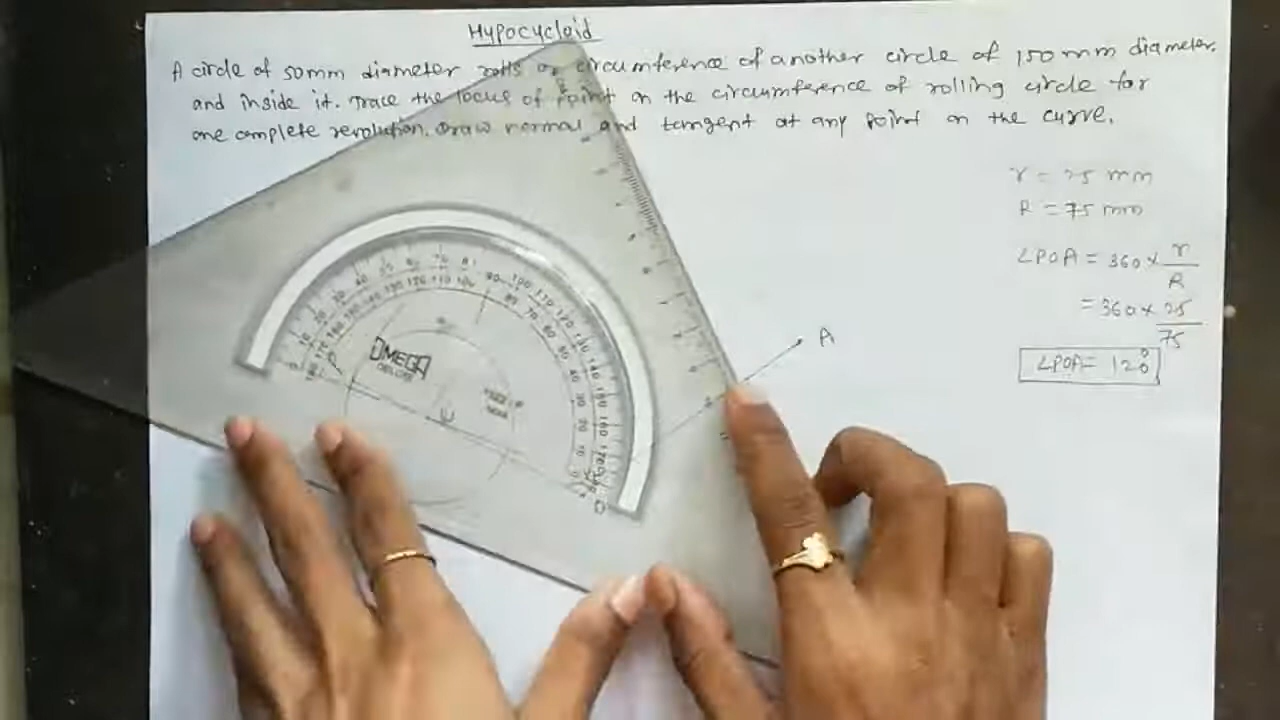 Hypocycloid
A circle of 50mm diameter rolls on circumference of another circle of 150mm diameter.
and inside it. Trace the locus of point on the circumference of rolling circle for
one complete revolution. Draw normal and tangent at any point on the curve.
r = 25 mm
R = 75 mm
∠POA = 360 × r/R
= 360 × 25/75
∠POA = 120°
A
P
O
OMEGA
DELUXE